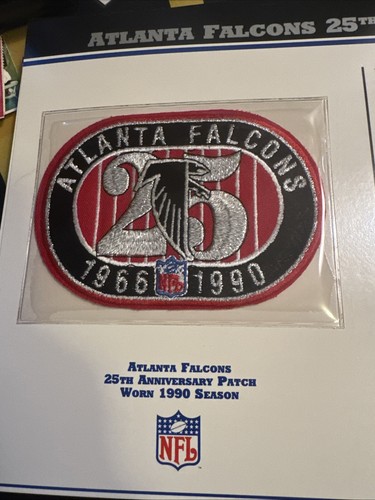 ATLANTA FALCONS 25TH
ATLANTA FALCONS
25
1966 1990
NFL
ATLANTA FALCONS
25TH ANNIVERSARY PATCH
WORN 1990 SEASON
NFL